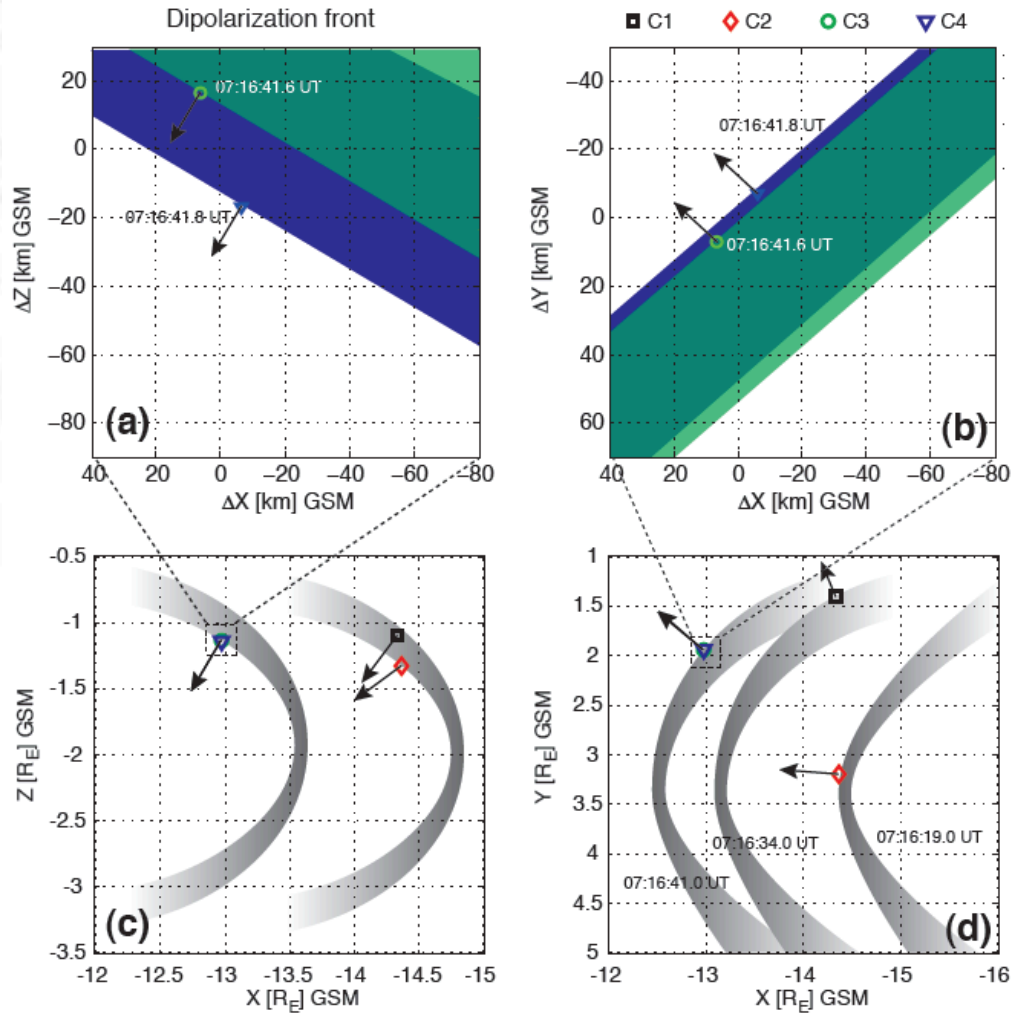 Dipolarization front
C1 C2 C3 C4
20
0
−20
−40
−60
−80
ΔZ [km] GSM
07:16:41.6 UT
07:16:41.8 UT
(a)
40 20 0 −20 −40 −60 −80
ΔX [km] GSM
−40
−20
0
20
40
60
ΔY [km] GSM
07:16:41.8 UT
07:16:41.6 UT
(b)
40 20 0 −20 −40 −60 −80
ΔX [km] GSM
-0.5
-1
-1.5
-2
-2.5
-3
-3.5
Z [RE] GSM
(c)
-12 -12.5 -13 -13.5 -14 -14.5 -15
X [RE] GSM
1
1.5
2
2.5
3
3.5
4
4.5
5
Y [RE] GSM
07:16:19.0 UT
07:16:34.0 UT
07:16:41.0 UT
(d)
-12 -13 -14 -15 -16
X [RE] GSM